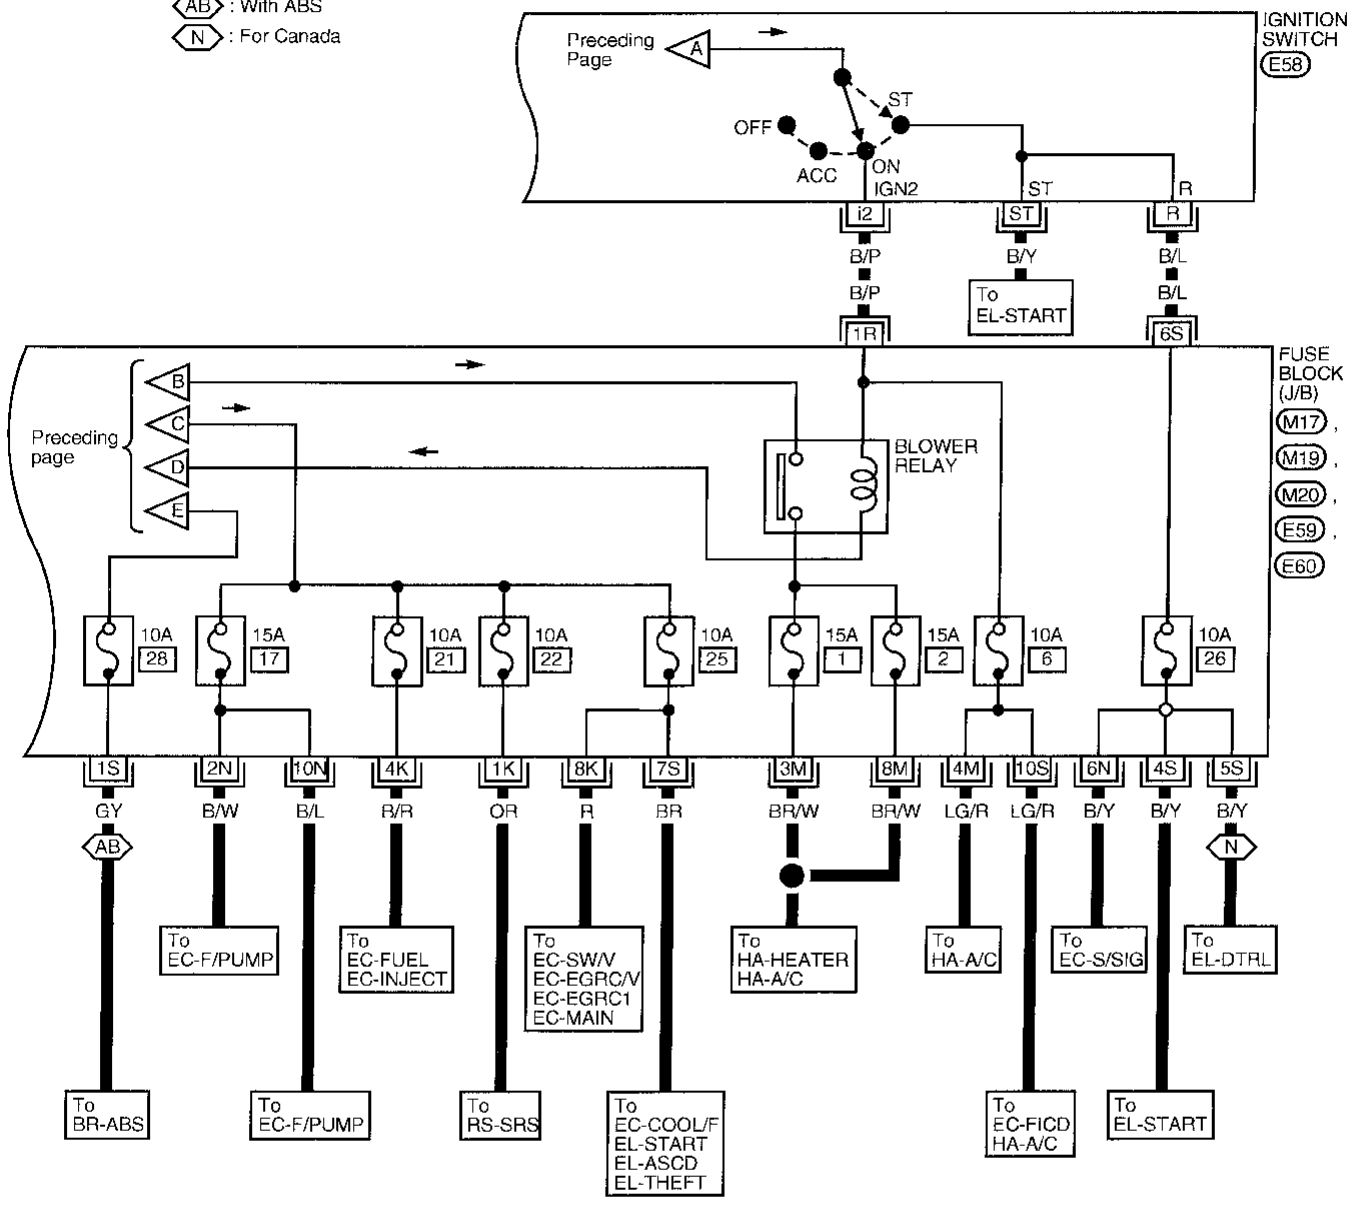 AB : With ABS
N : For Canada
IGNITION
SWITCH
E58
Preceding
Page
A
ST
OFF
ACC
ON
IGN2
ST
R
i2
ST
R
B/P
B/Y
B/L
B/P
To
EL-START
B/L
1R
6S
FUSE
BLOCK
(J/B)
M17 ,
M19 ,
M20 ,
E59 ,
E60
Preceding
page
B
C
D
E
BLOWER
RELAY
10A
28
15A
17
10A
21
10A
22
10A
25
15A
1
15A
2
10A
6
10A
26
1S
2N
10N
4K
1K
8K
7S
3M
8M
4M
10S
6N
4S
5S
GY
B/W
B/L
B/R
OR
R
BR
BR/W
BR/W
LG/R
LG/R
B/Y
B/Y
B/Y
AB
N
To
EC-F/PUMP
To
EC-FUEL
EC-INJECT
To
EC-SW/V
EC-EGRC/V
EC-EGRC1
EC-MAIN
To
HA-HEATER
HA-A/C
To
HA-A/C
To
EC-S/SIG
To
EL-DTRL
To
BR-ABS
To
EC-F/PUMP
To
RS-SRS
To
EC-COOL/F
EL-START
EL-ASCD
EL-THEFT
To
EC-FICD
HA-A/C
To
EL-START